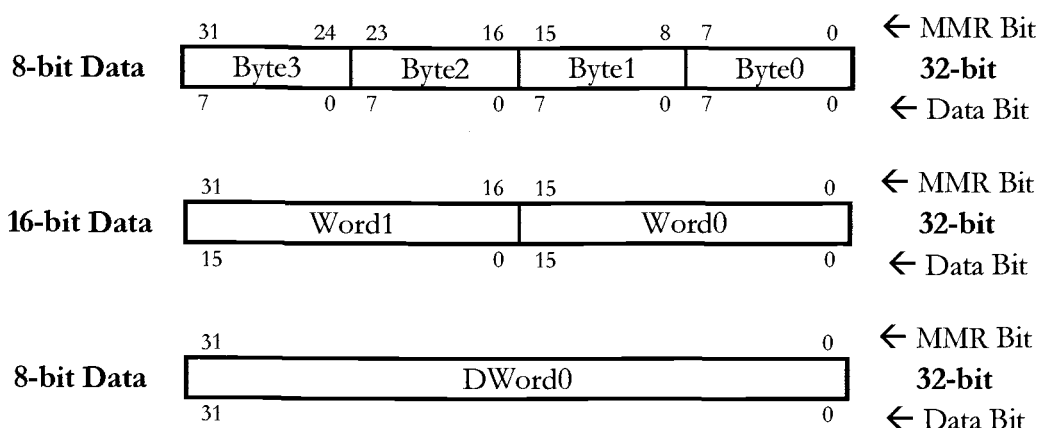 31 24 23 16 15 8 7 0 ← MMR Bit
8-bit Data Byte3 Byte2 Byte1 Byte0 32-bit
7 0 7 0 7 0 7 0 ← Data Bit
31 16 15 0 ← MMR Bit
16-bit Data Word1 Word0 32-bit
15 0 15 0 ← Data Bit
31 0 ← MMR Bit
8-bit Data DWord0 32-bit
31 0 ← Data Bit